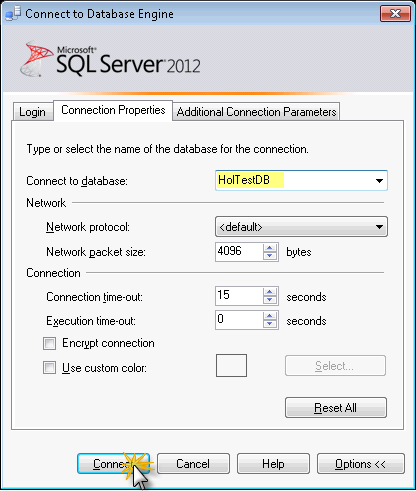 Connect to Database Engine
Microsoft®
SQL Server® 2012
Login Connection Properties Additional Connection Parameters
Type or select the name of the database for the connection.
Connect to database: HolTestDB
Network
Network protocol: <default>
Network packet size: 4096 bytes
Connection
Connection time-out: 15 seconds
Execution time-out: 0 seconds
Encrypt connection
Use custom color: Select...
Reset All
Connect Cancel Help Options <<